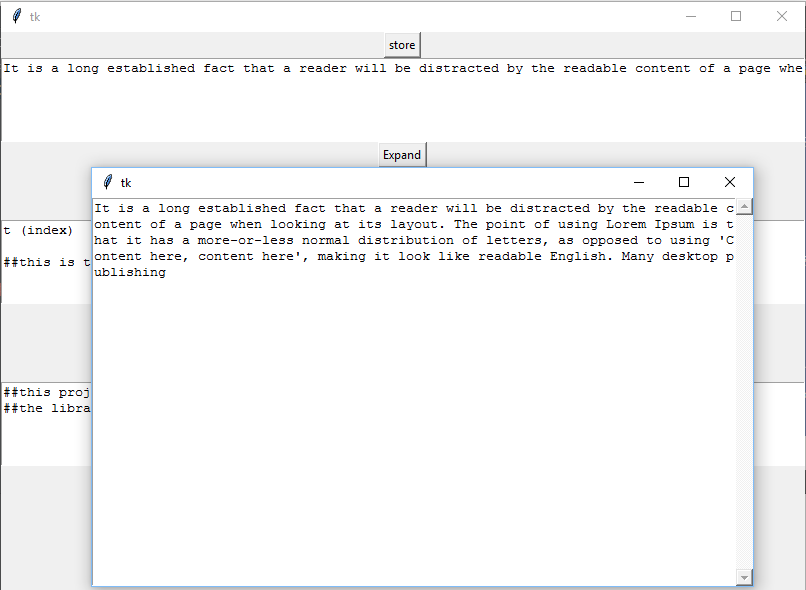 tk
store
It is a long established fact that a reader will be distracted by the readable content of a page whe
Expand
t (index)
##this is t
##this proj
##the libra
tk
It is a long established fact that a reader will be distracted by the readable c
ontent of a page when looking at its layout. The point of using Lorem Ipsum is t
hat it has a more-or-less normal distribution of letters, as opposed to using 'C
ontent here, content here', making it look like readable English. Many desktop p
ublishing